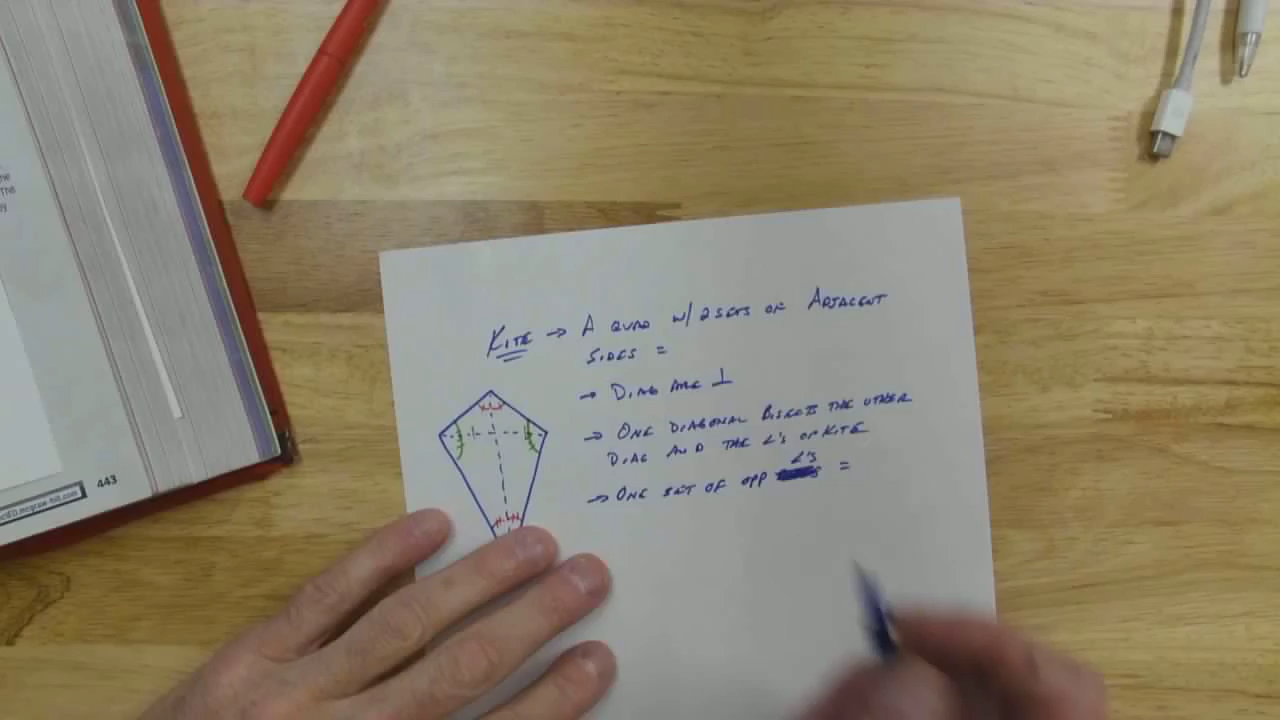 KITE → A QUAD W/ 2 SETS OF ADJACENT
SIDES =
→ DIAG ARE ⊥
→ ONE DIAGONAL BISECTS THE OTHER
DIAG AND THE ∠'S OF KITE
→ ONE SET OF OPP ∠'S =
443